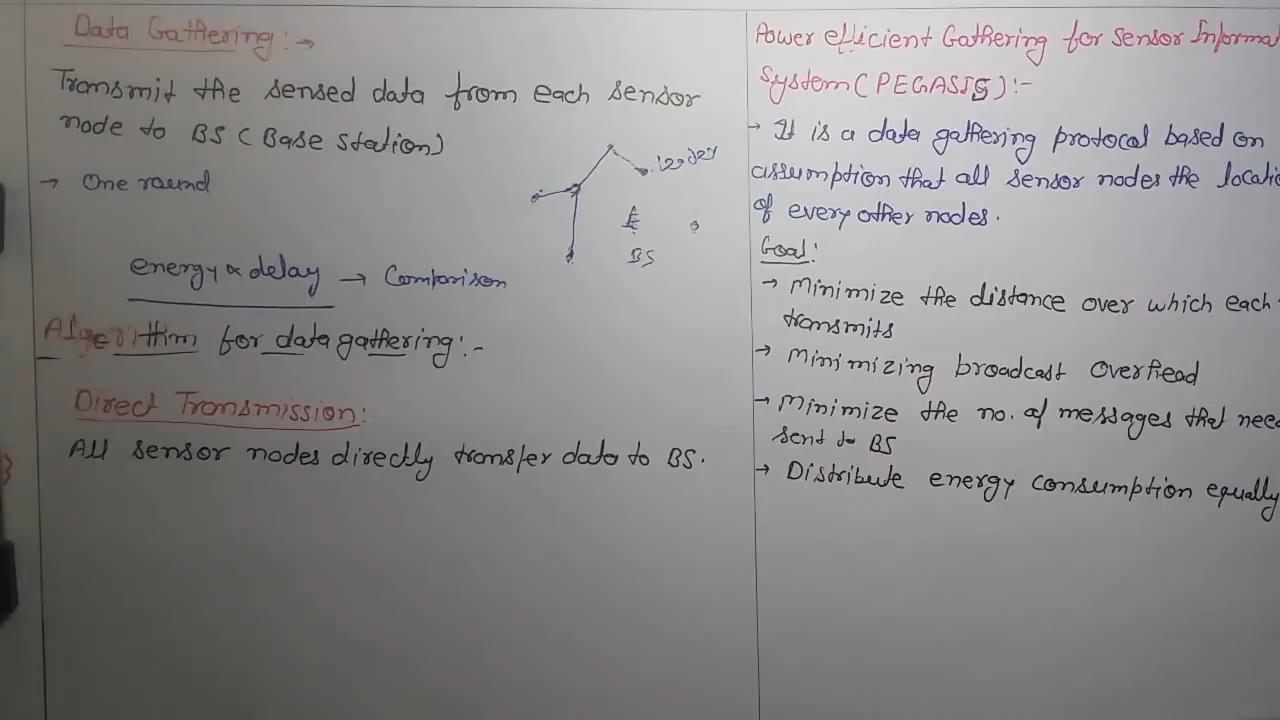 Data Gathering :→
Transmit the sensed data from each sensor
node to BS (Base station)
→ One round
BS
energy x delay → Comparison
Algorithm for data gathering :-
Direct Transmission :
All sensor nodes directly transfer data to BS.
Power efficient Gathering for Sensor Informat
System (PEGASIS) :-
→ It is a data gathering protocal based on
assumption that all sensor nodes the locatio
of every other nodes.
Goal :
→ Minimize the distance over which each
transmits
→ Minimizing broadcast overhead
→ Minimize the no. of messages that need
sent to BS
→ Distribute energy consumption equally